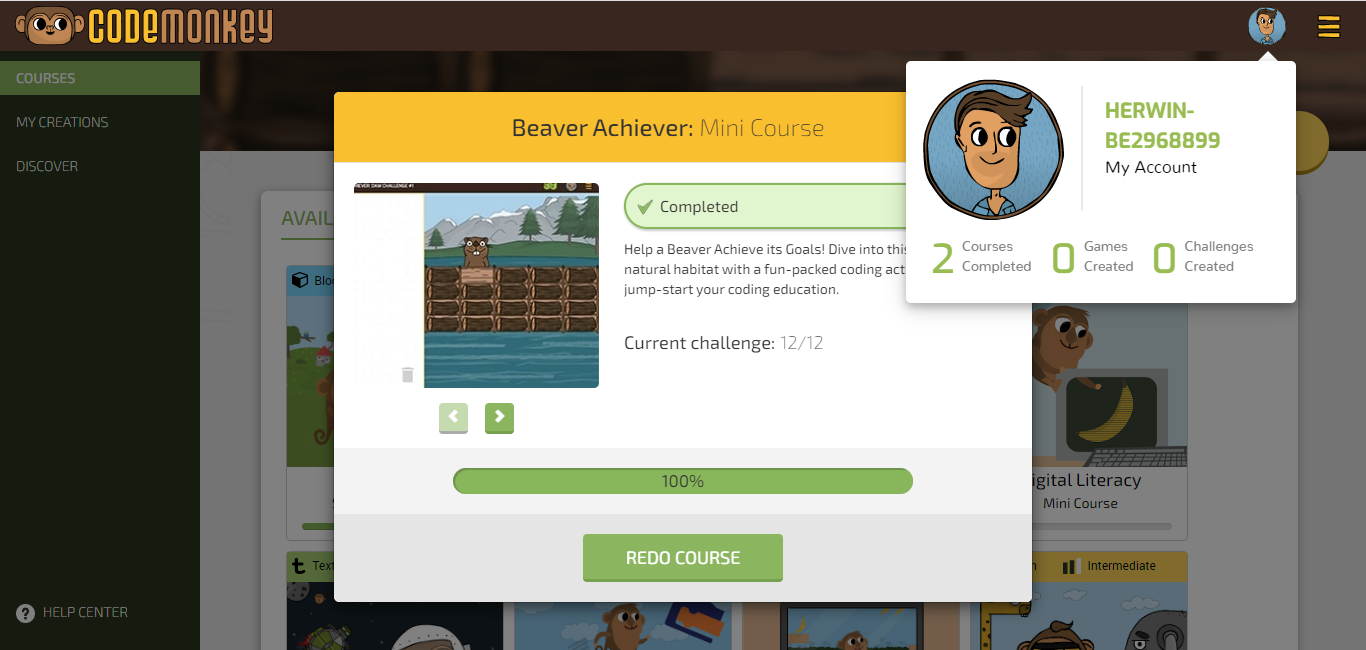 CODEMONKEY
COURSES
MY CREATIONS
DISCOVER
HELP CENTER
Beaver Achiever: Mini Course
Completed
Help a Beaver Achieve its Goals! Dive into this
natural habitat with a fun-packed coding
jump-start your coding education.
Current challenge: 12/12
100%
REDO COURSE
HERWIN-
BE2968899
My Account
2 Courses
Completed
0 Games
Created
0 Challenges
Created
Digital Literacy
Mini Course
Intermediate